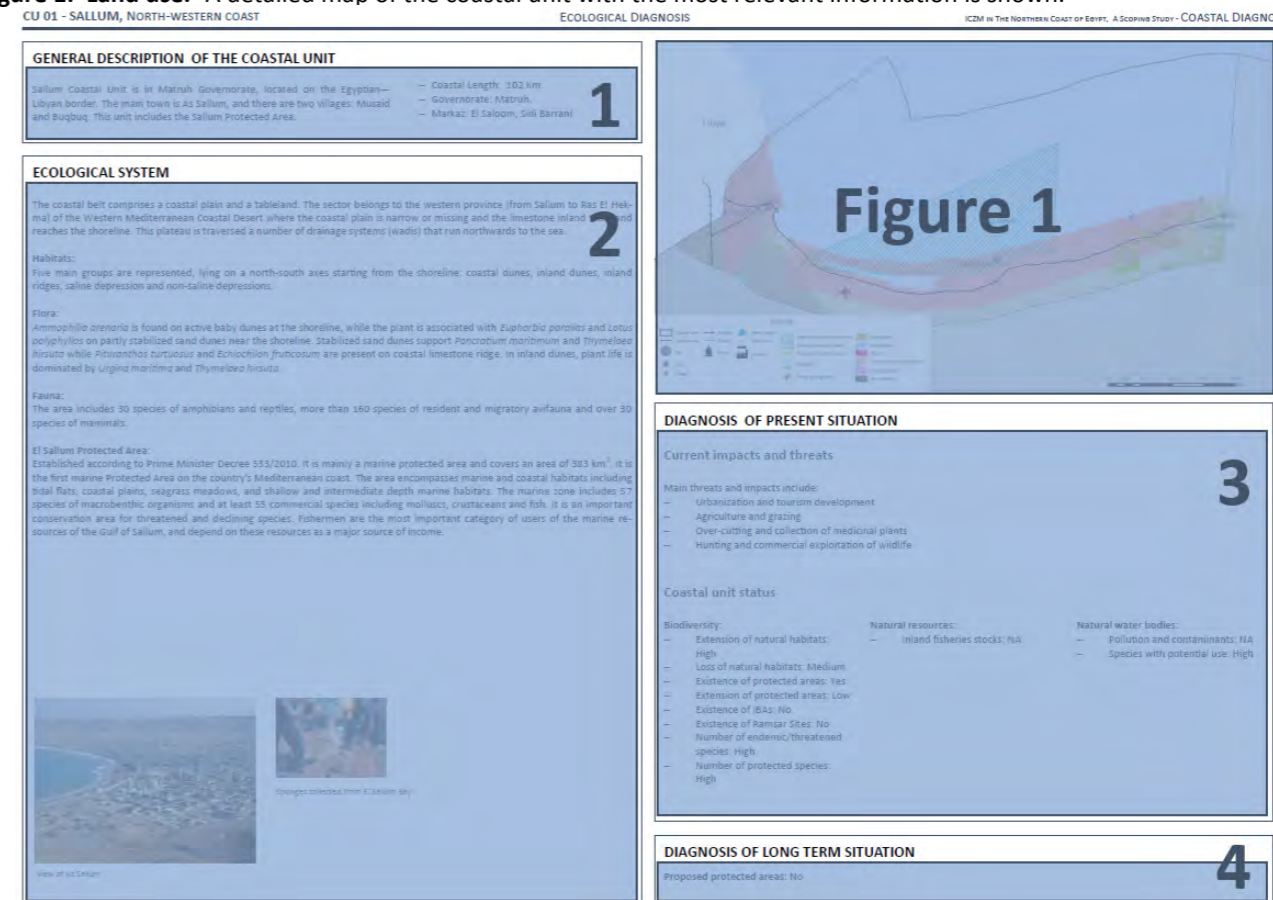 gure 1: Land use. A detailed map of the coastal unit with the most relevant information is shown.
CU 01 - SALLUM, NORTH-WESTERN COAST
ECOLOGICAL DIAGNOSIS
ICZM IN THE NORTHERN COAST OF EGYPT, A SCOPING STUDY - COASTAL DIAGNO
GENERAL DESCRIPTION OF THE COASTAL UNIT
Sallum Coastal Unit is in Matruh Governorate, located on the Egyptian—
Libyan border. The main town is As Sallum, and there are two villages: Musaid
and Buqbuq. This unit includes the Sallum Protected Area.
– Coastal Length: 102 km
– Governorate: Matruh.
– Markaz: El Saloom, Sidi Barrani
1
ECOLOGICAL SYSTEM
The coastal belt comprises a coastal plain and a tableland. The sector belongs to the western province (from Sallum to Ras El Hek-
ma) of the Western Mediterranean Coastal Desert where the coastal plain is narrow or missing and the limestone inland
reaches the shoreline. This plateau is traversed a number of drainage systems (wadis) that run northwards to the sea.
2
Habitats:
Five main groups are represented, lying on a north-south axes starting from the shoreline: coastal dunes, inland dunes, inland
ridges, saline depression and non-saline depressions.
Flora:
Ammophilia arenaria is found on active baby dunes at the shoreline, while the plant is associated with Euphorbia paralias and Lotus
polyphyllos on partly stabilized sand dunes near the shoreline. Stabilized sand dunes support Pancratium maritimum and Thymelaea
hirsuta while Pituranthos turtuosus and Echiochilon fruticosum are present on coastal limestone ridge. In inland dunes, plant life is
dominated by Urgina maritima and Thymelaea hirsuta.
Fauna:
The area includes 30 species of amphibians and reptiles, more than 160 species of resident and migratory avifauna and over 30
species of mammals.
El Sallum Protected Area:
Established according to Prime Minister Decree 533/2010. It is mainly a marine protected area and covers an area of 383 km². It is
the first marine Protected Area on the country's Mediterranean coast. The area encompasses marine and coastal habitats including
tidal flats, coastal plains, seagrass meadows, and shallow and intermediate depth marine habitats. The marine zone includes 57
species of macrobenthic organisms and at least 55 commercial species including molluscs, crustaceans and fish. It is an important
conservation area for threatened and declining species. Fishermen are the most important category of users of the marine re-
sources of the Gulf of Sallum, and depend on these resources as a major source of income.
Sponges collected from El Sallum Bay
View of As Sallum
Libya
Figure 1
DIAGNOSIS OF PRESENT SITUATION
Current impacts and threats
3
Main threats and impacts include:
– Urbanization and tourism development
– Agriculture and grazing
– Over-cutting and collection of medicinal plants
– Hunting and commercial exploitation of wildlife
Coastal unit status
Biodiversity:
– Extension of natural habitats:
High
– Loss of natural habitats: Medium
– Existence of protected areas: Yes
– Extension of protected areas: Low
– Existence of IBAs: No
– Existence of Ramsar Sites: No
– Number of endemic/threatened
species: High
– Number of protected species:
High
Natural resources:
– Inland fisheries stocks: NA
Natural water bodies:
– Pollution and contaminants: NA
– Species with potential use: High
DIAGNOSIS OF LONG TERM SITUATION
4
Proposed protected areas: No